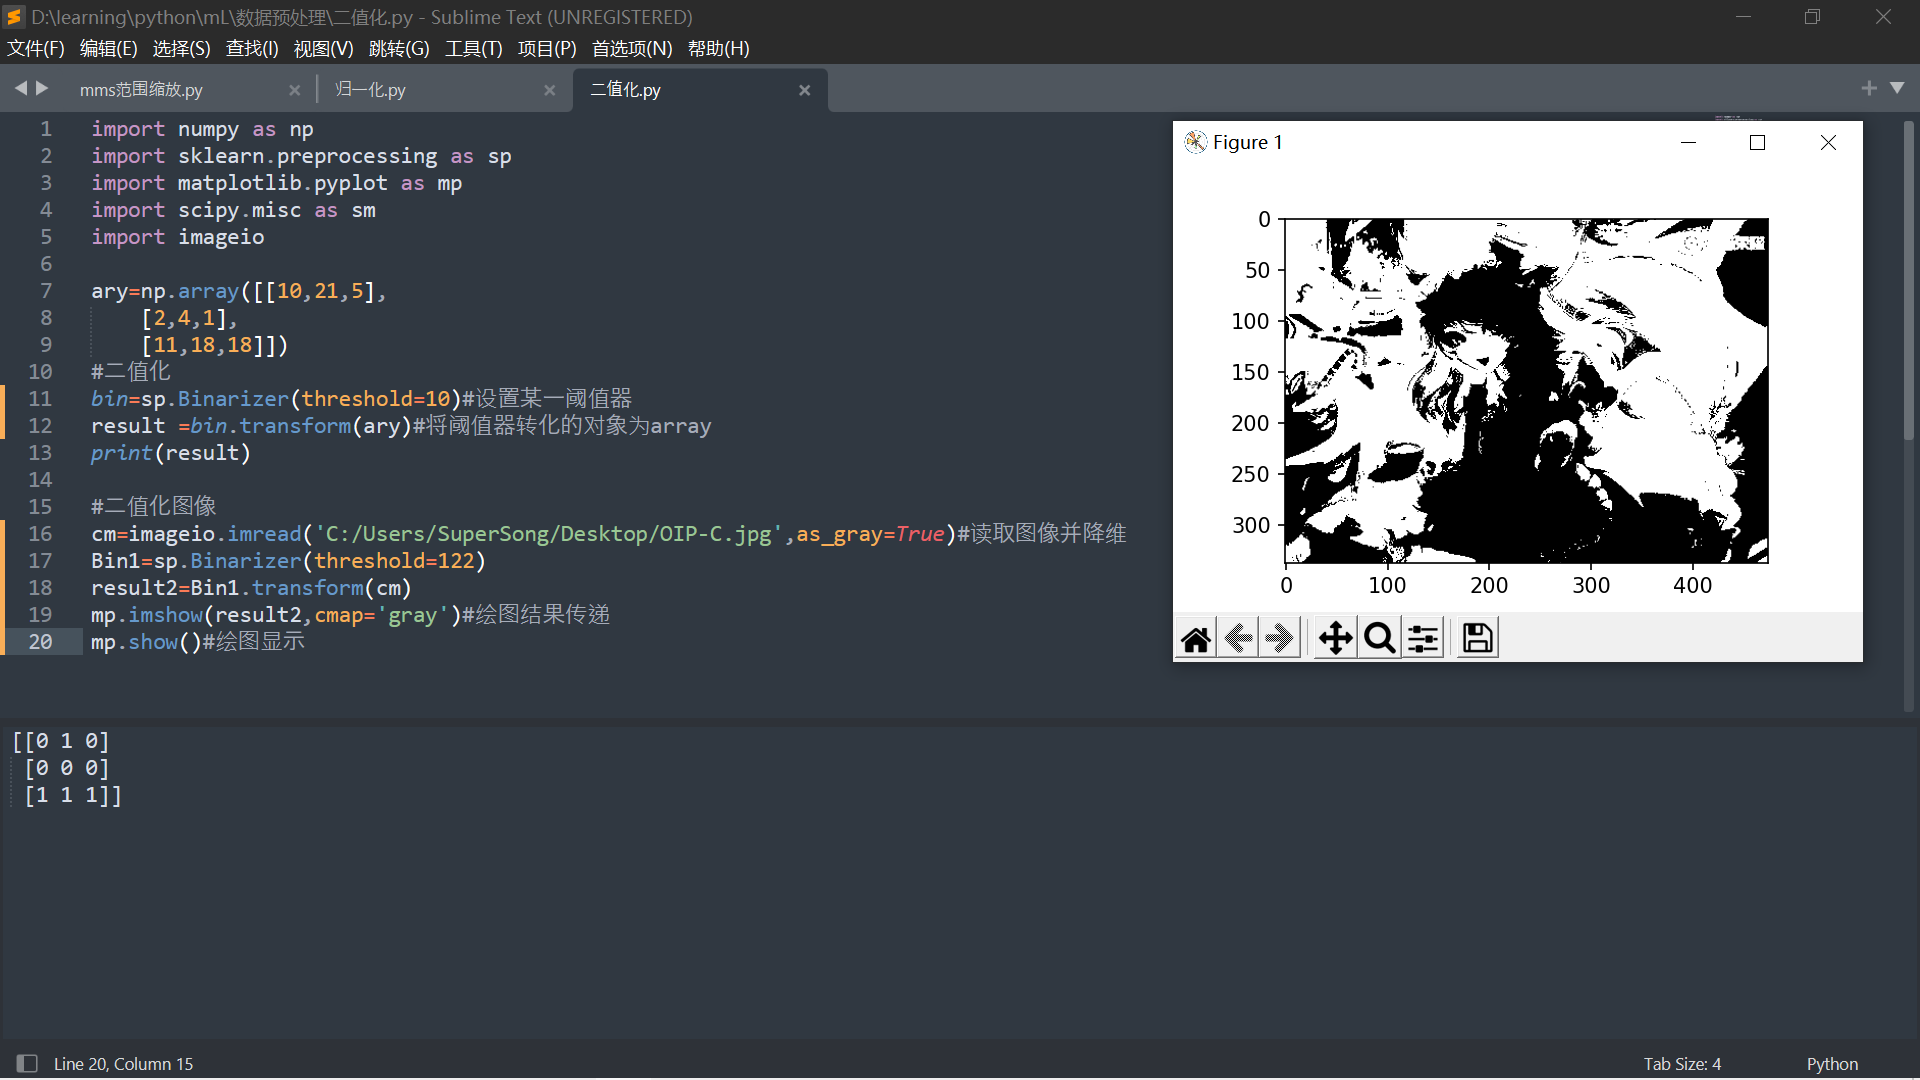 D:\learning\python\mL\数据预处理\二值化.py - Sublime Text (UNREGISTERED)
文件(F) 编辑(E) 选择(S) 查找(I) 视图(V) 跳转(G) 工具(T) 项目(P) 首选项(N) 帮助(H)
mms范围缩放.py 归一化.py 二值化.py
1 import numpy as np
2 import sklearn.preprocessing as sp
3 import matplotlib.pyplot as mp
4 import scipy.misc as sm
5 import imageio
6
7 ary=np.array([[10,21,5],
8 [2,4,1],
9 [11,18,18]])
10 #二值化
11 bin=sp.Binarizer(threshold=10)#设置某一阈值器
12 result =bin.transform(ary)#将阈值器转化的对象为array
13 print(result)
14
15 #二值化图像
16 cm=imageio.imread('C:/Users/SuperSong/Desktop/OIP-C.jpg',as_gray=True)#读取图像并降维
17 Bin1=sp.Binarizer(threshold=122)
18 result2=Bin1.transform(cm)
19 mp.imshow(result2,cmap='gray')#绘图结果传递
20 mp.show()#绘图显示
Figure 1
0
50
100
150
200
250
300
0 100 200 300 400
[[0 1 0]
[0 0 0]
[1 1 1]]
Line 20, Column 15
Tab Size: 4
Python